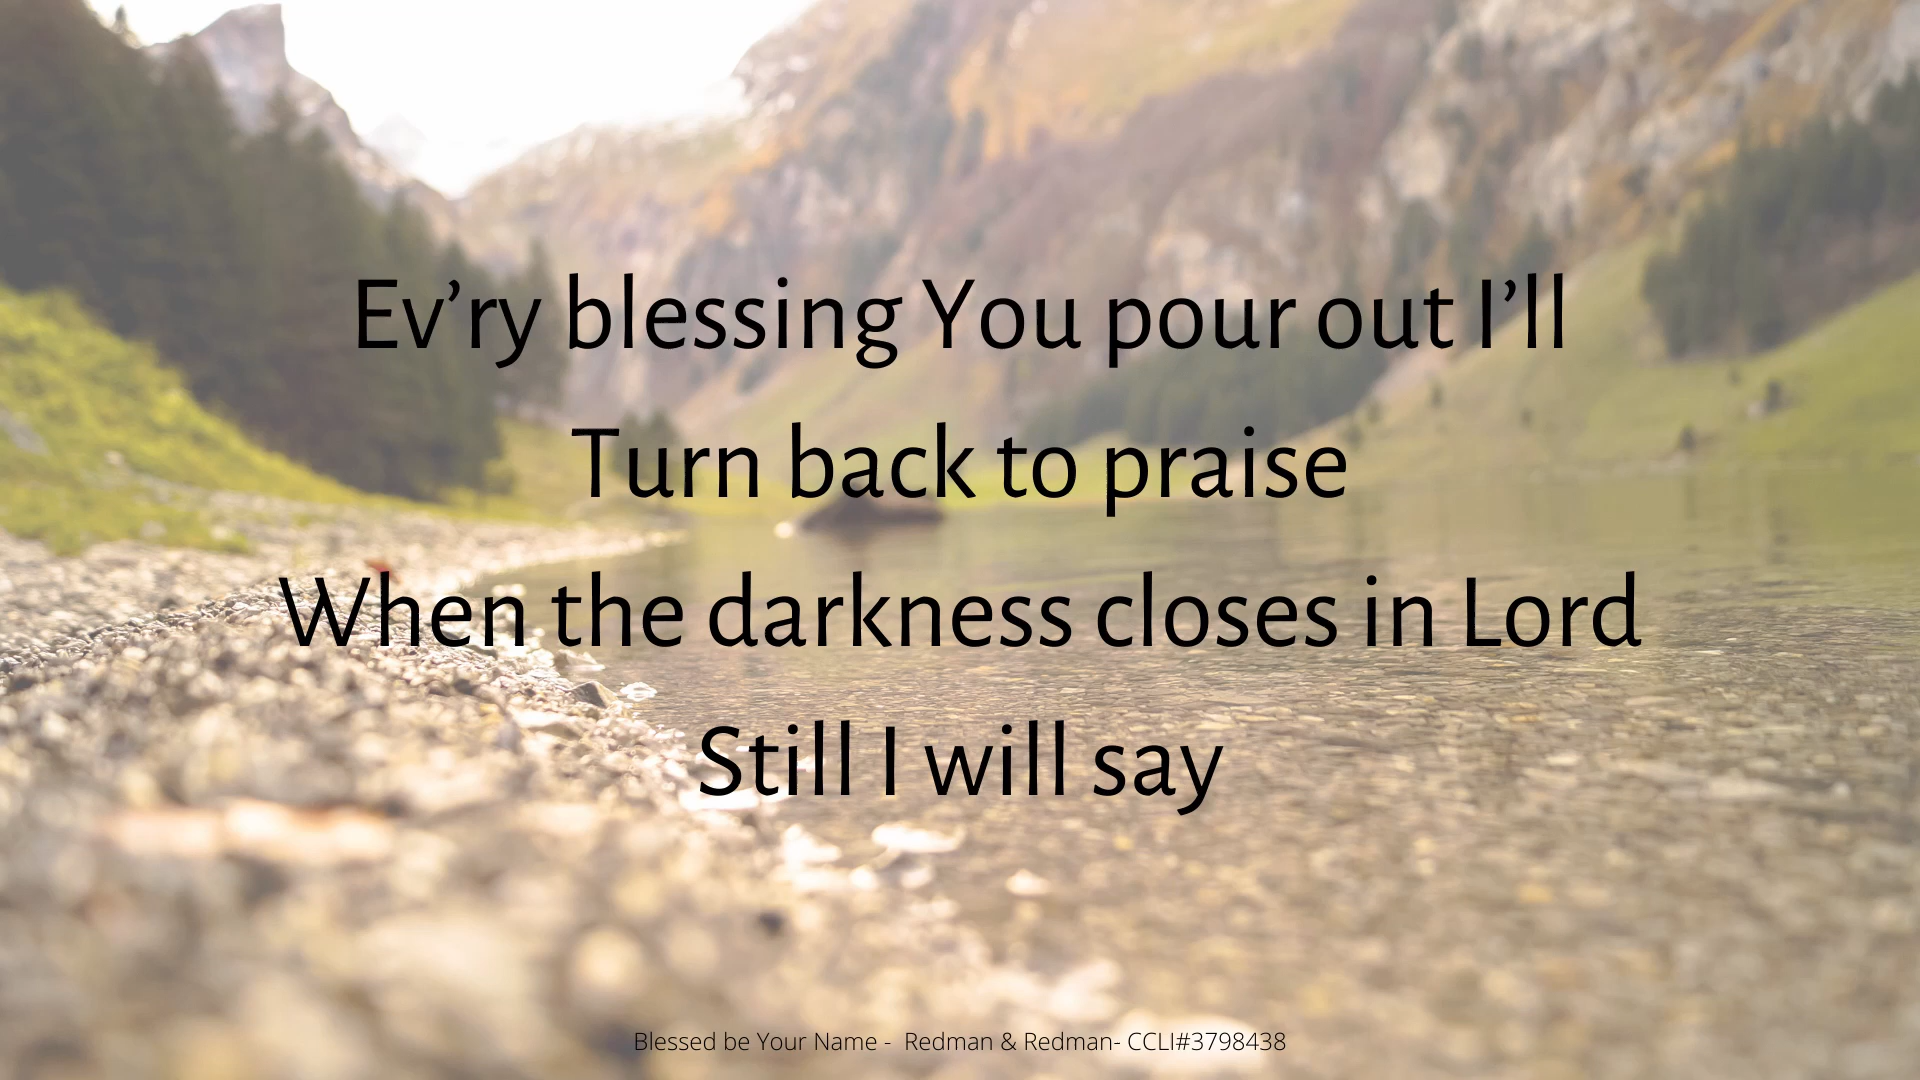 Ev’ry blessing You pour out I’ll
Turn back to praise
When the darkness closes in Lord
Still I will say
Blessed be Your Name -  Redman & Redman- CCLI#3798438